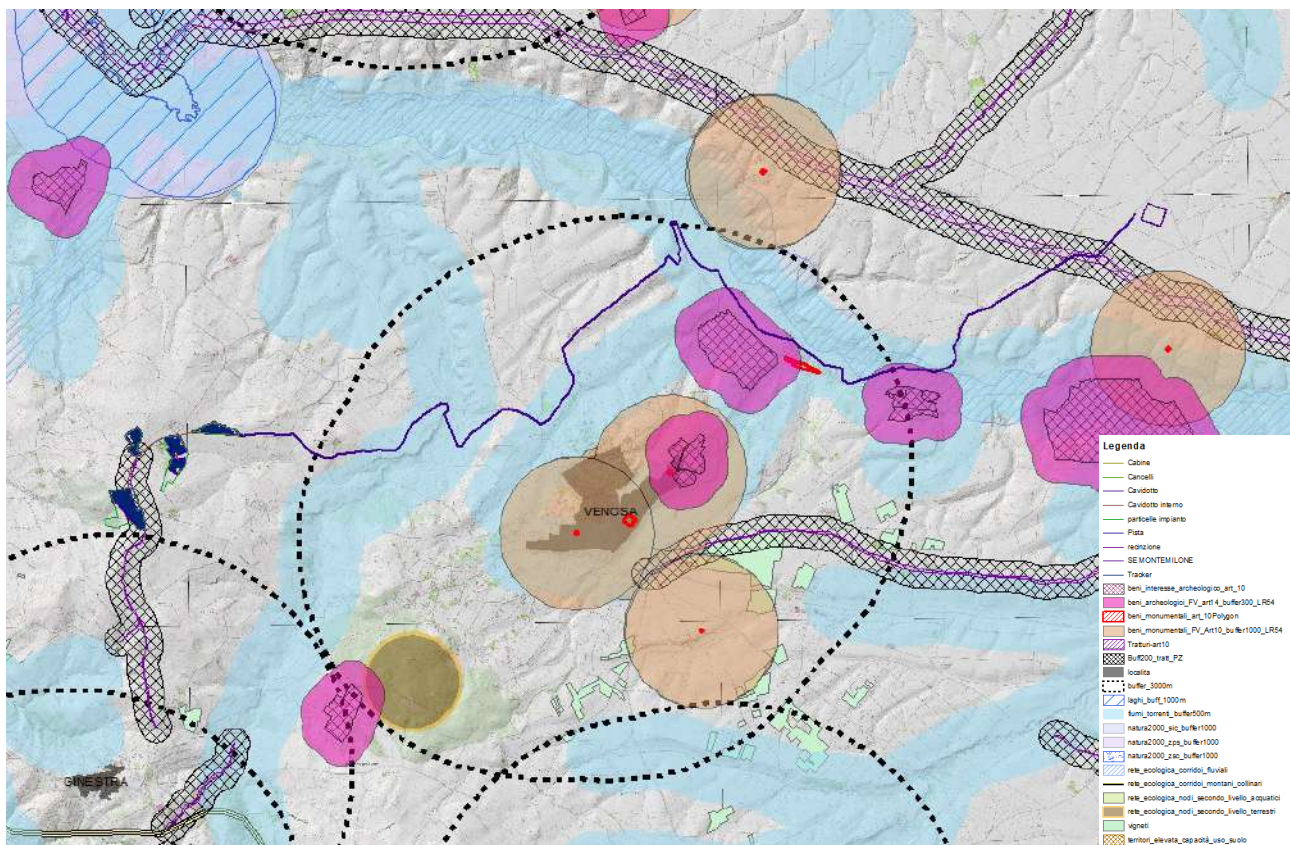 VENOSA
GINESTRA
Legenda
Cabine
Cancelli
Cavidotto
Cavidotto interno
particelle impianto
Pista
recinzione
SE MONTEMILONE
Tracker
beni_interesse_archeologico_art_10
beni_archeologici_FV_art14_buffer300_LR54
beni_monumentali_art_10Polygon
beni_monumentali_FV_Art10_buffer1000_LR54
Tratturi-art10
Buff200_tratt_PZ
localita
buffer_3000m
laghi_buff_1000m
fiumi_torrenti_buffer500m
natura2000_sic_buffer1000
natura2000_zps_buffer1000
natura2000_zsc_buffer1000
rete_ecologica_corridoi_fluviali
rete_ecologica_corridoi_montani_collinari
rete_ecologica_nodi_secondo_livello_acquatici
rete_ecologica_nodi_secondo_livello_terrestri
vigneti
territori_elevata_capacità_uso_suolo